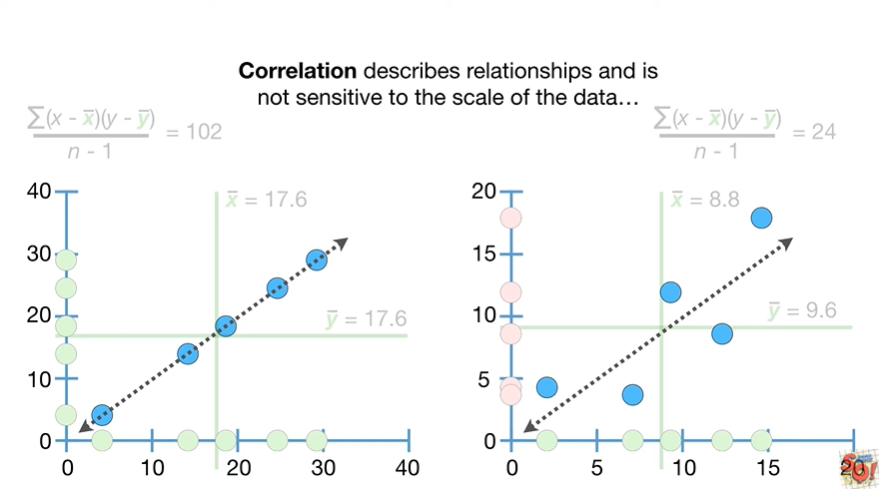 Correlation describes relationships and is
not sensitive to the scale of the data…
∑(x - x̅)(y - y̅)
n - 1
= 102
∑(x - x̅)(y - y̅)
n - 1
= 24
40
30
20
10
0
0 10 20 30 40
x̅ = 17.6
y̅ = 17.6
20
15
10
5
0
0 5 10 15
x̅ = 8.8
y̅ = 9.6
SQ!